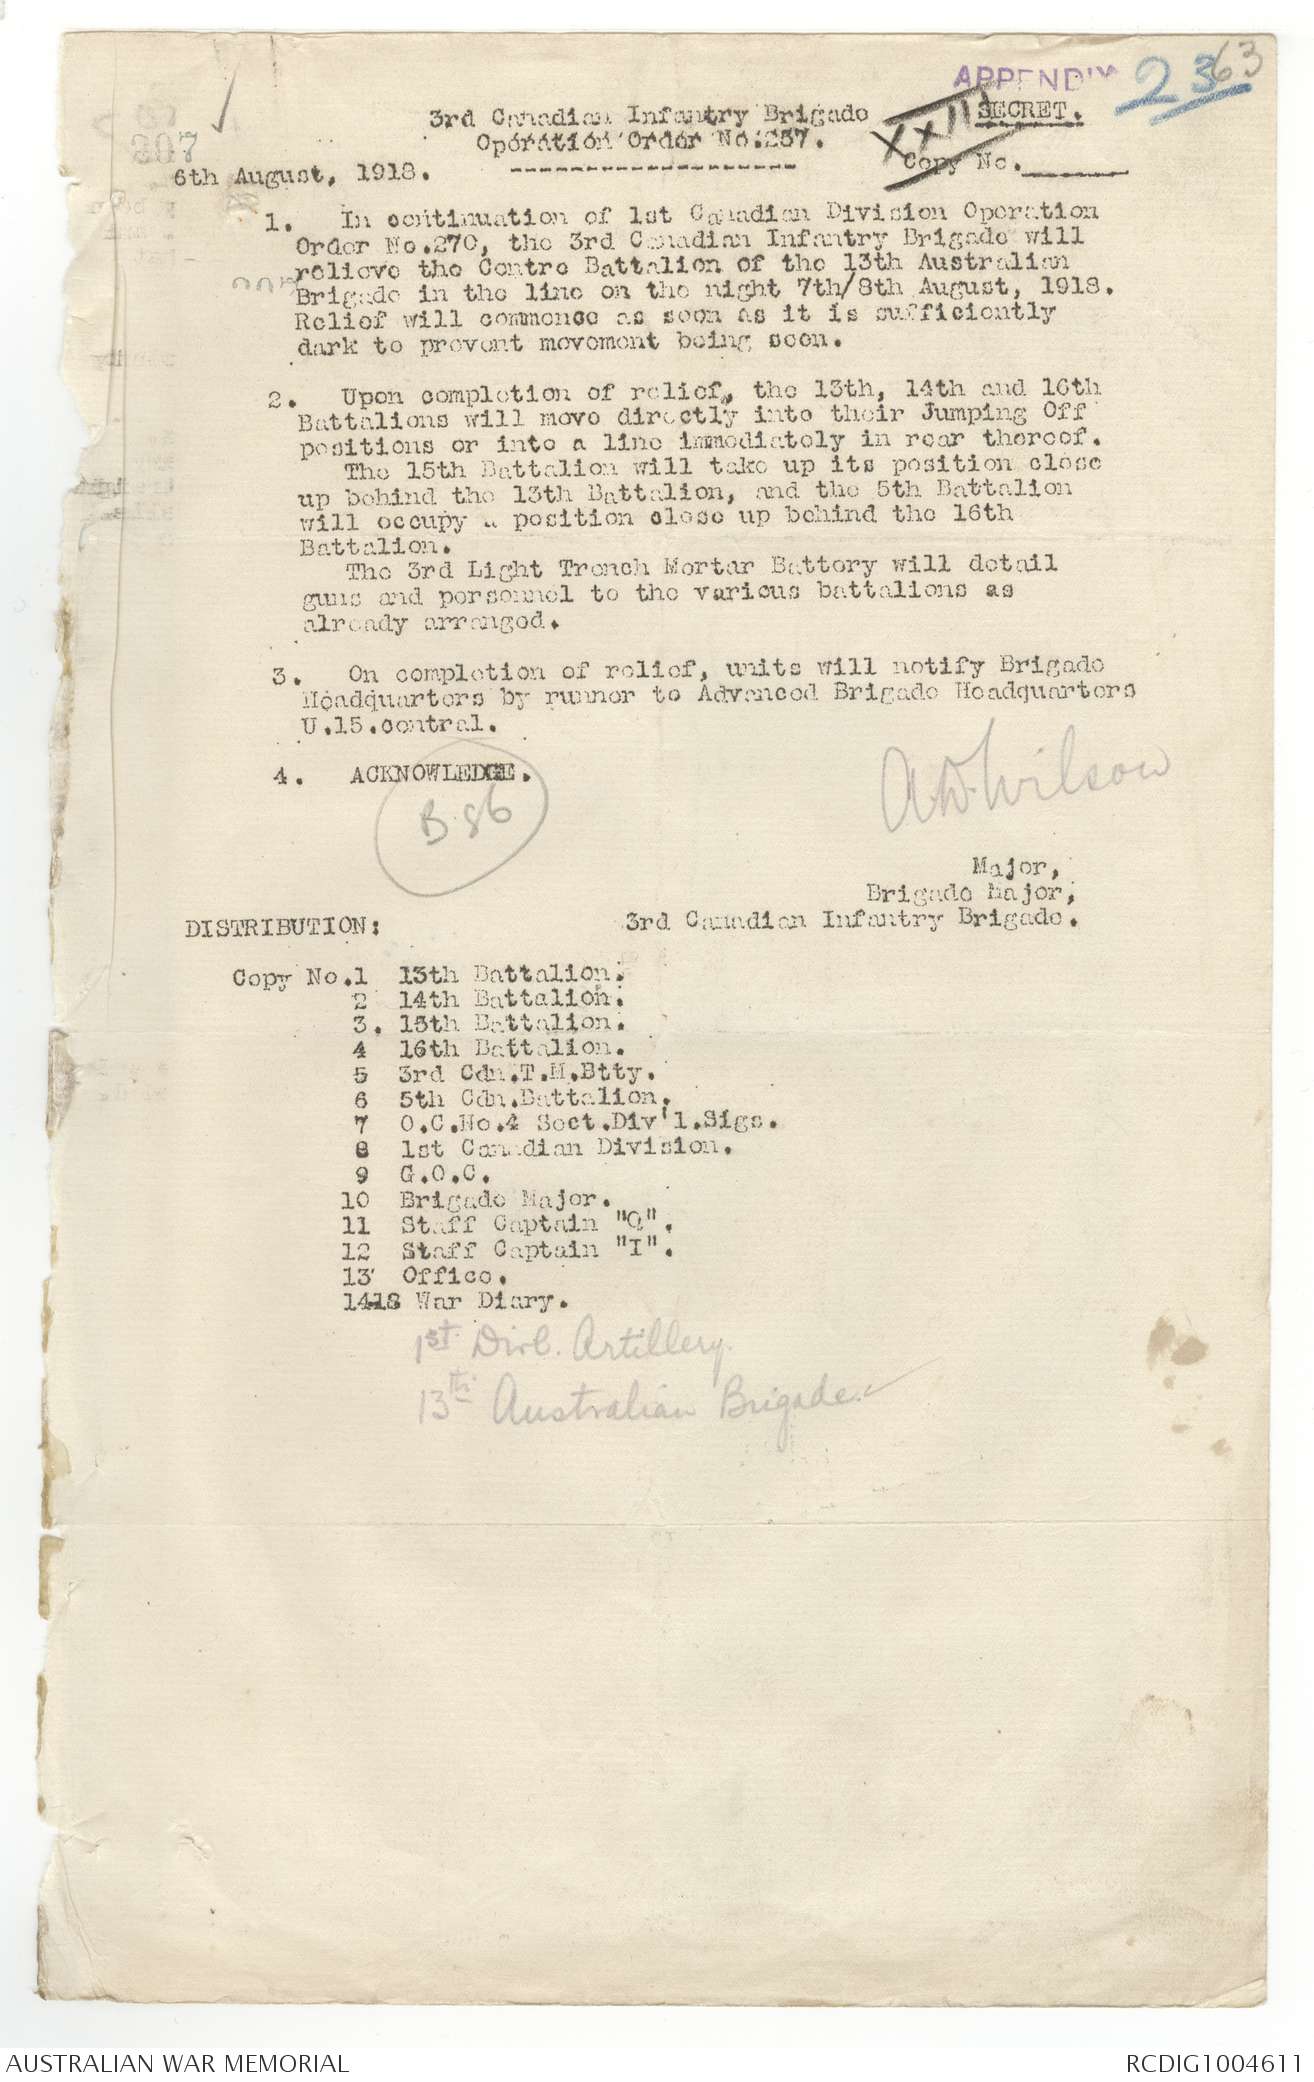 APPENDIX 23
63
XXII
3rd Canadian Infantry Brigade
SECRET.
Operation Order No.237.
Copy No.
207
6th August, 1918.
1. In continuation of 1st Canadian Division Operation
Order No.270, the 3rd Canadian Infantry Brigade will
relieve the Centre Battalion of the 13th Australian
Brigade in the line on the night 7th/8th August, 1918.
Relief will commence as soon as it is sufficiently
dark to prevent movement being seen.
2. Upon completion of relief, the 13th, 14th and 16th
Battalions will move directly into their Jumping Off
positions or into a line immediately in rear thereof.
The 15th Battalion will take up its position close
up behind the 13th Battalion, and the 5th Battalion
will occupy a position close up behind the 16th
Battalion.
The 3rd Light Trench Mortar Battery will detail
guns and personnel to the various battalions as
already arranged.
3. On completion of relief, units will notify Brigade
Headquarters by runner to Advanced Brigade Headquarters
U.15.central.
4. ACKNOWLEDGE.
B.86
A.W.Wilson
Major,
Brigade Major,
3rd Canadian Infantry Brigade.
DISTRIBUTION:
Copy No.1 13th Battalion.
2 14th Battalion.
3. 15th Battalion.
4 16th Battalion.
5 3rd Cdn.T.M.Btty.
6 5th Cdn.Battalion.
7 O.C.No.4 Sect.Div'l.Sigs.
8 1st Canadian Division.
9 G.O.C.
10 Brigade Major.
11 Staff Captain "Q".
12 Staff Captain "I".
13 Office.
14-18 War Diary.
1st Divl. Artillery.
13th Australian Brigade.
AUSTRALIAN WAR MEMORIAL
RCDIG1004611